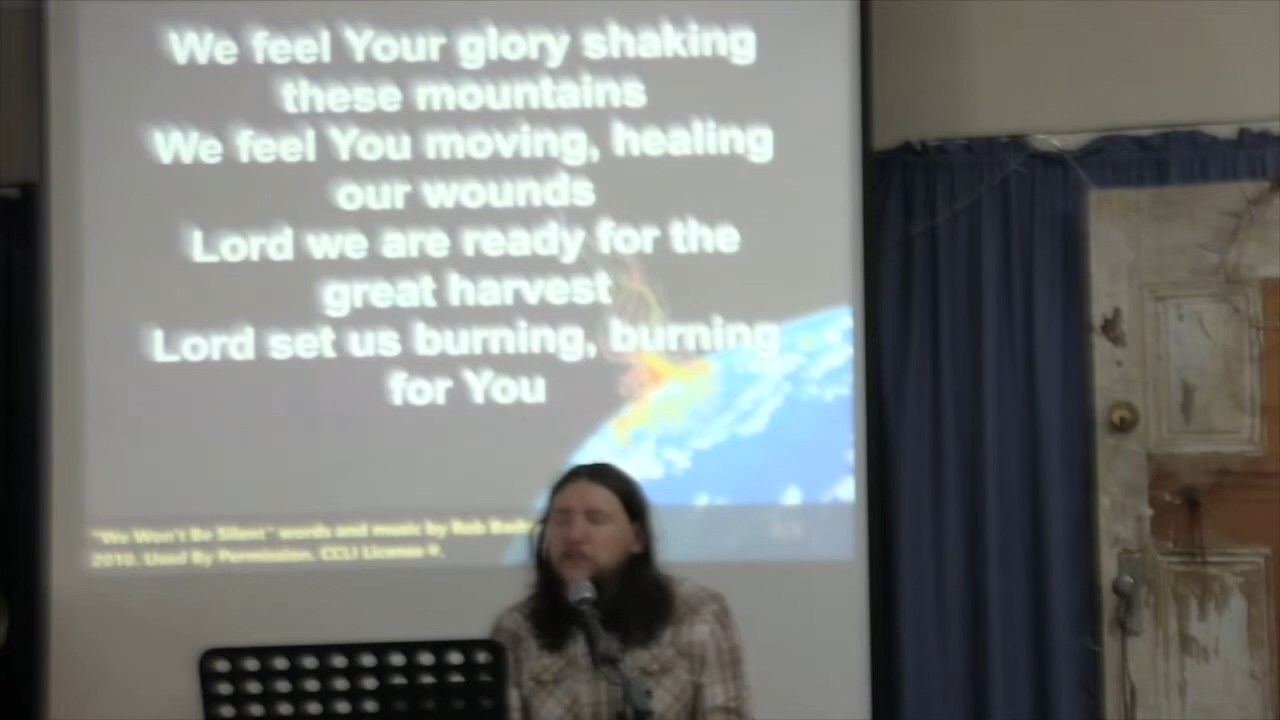 We feel Your glory shaking
these mountains
We feel You moving, healing
our wounds
Lord we are ready for the
great harvest
Lord set us burning, burning
for You
"We Won't Be Silent" words and music by Rob
2010. Used By Permission. CCLI License #.